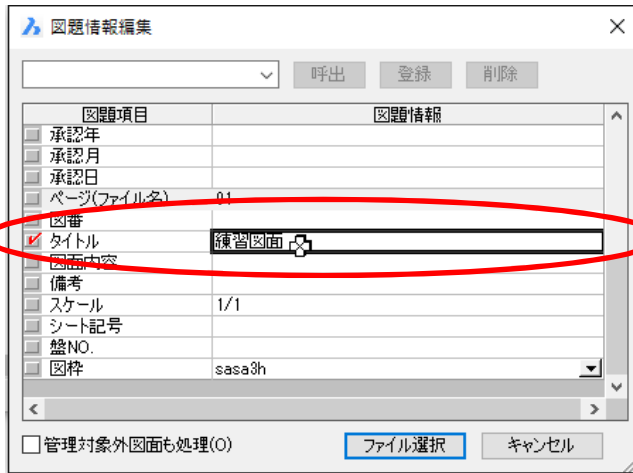 図題情報編集
呼出 登録 削除
図題項目 図題情報
承認年
承認月
承認日
ページ(ファイル名) 01
図番
タイトル 練習図面
図面内容
備考
スケール 1/1
シート記号
盤NO.
図枠 sasa3h
管理対象外図面も処理(O) ファイル選択 キャンセル